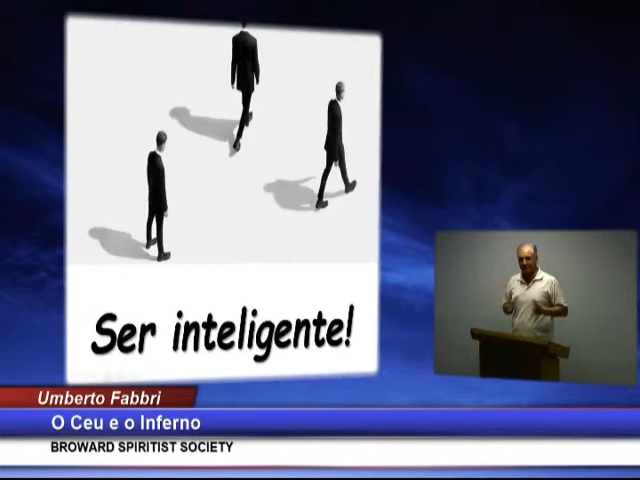 Ser inteligente!
Umberto Fabbri
O Ceu e o Inferno
BROWARD SPIRITIST SOCIETY